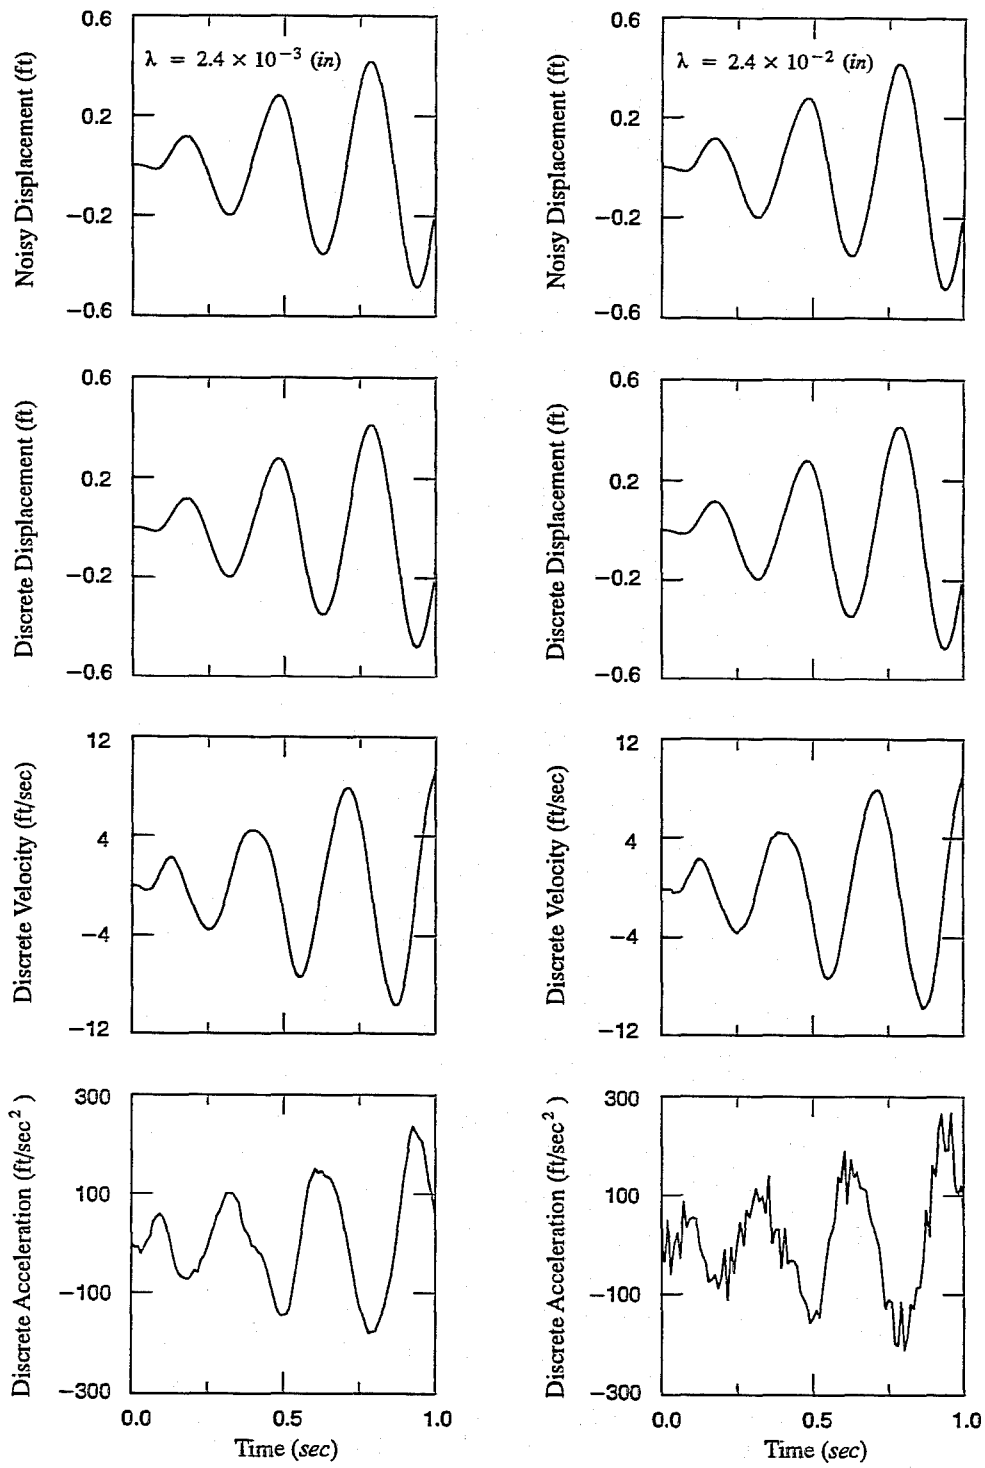 0.6
0.2
−0.2
−0.6
Noisy Displacement (ft)
λ = 2.4 × 10−3 (in)
0.6
0.2
−0.2
−0.6
Noisy Displacement (ft)
λ = 2.4 × 10−2 (in)
0.6
0.2
−0.2
−0.6
Discrete Displacement (ft)
0.6
0.2
−0.2
−0.6
Discrete Displacement (ft)
12
4
−4
−12
Discrete Velocity (ft/sec)
12
4
−4
−12
Discrete Velocity (ft/sec)
300
100
−100
−300
Discrete Acceleration (ft/sec2 )
0.0 0.5 1.0
Time (sec)
300
100
−100
−300
Discrete Acceleration (ft/sec2 )
0.0 0.5 1.0
Time (sec)